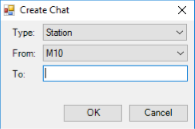 Create Chat
Type: Station
From: M10
To:
OK Cancel